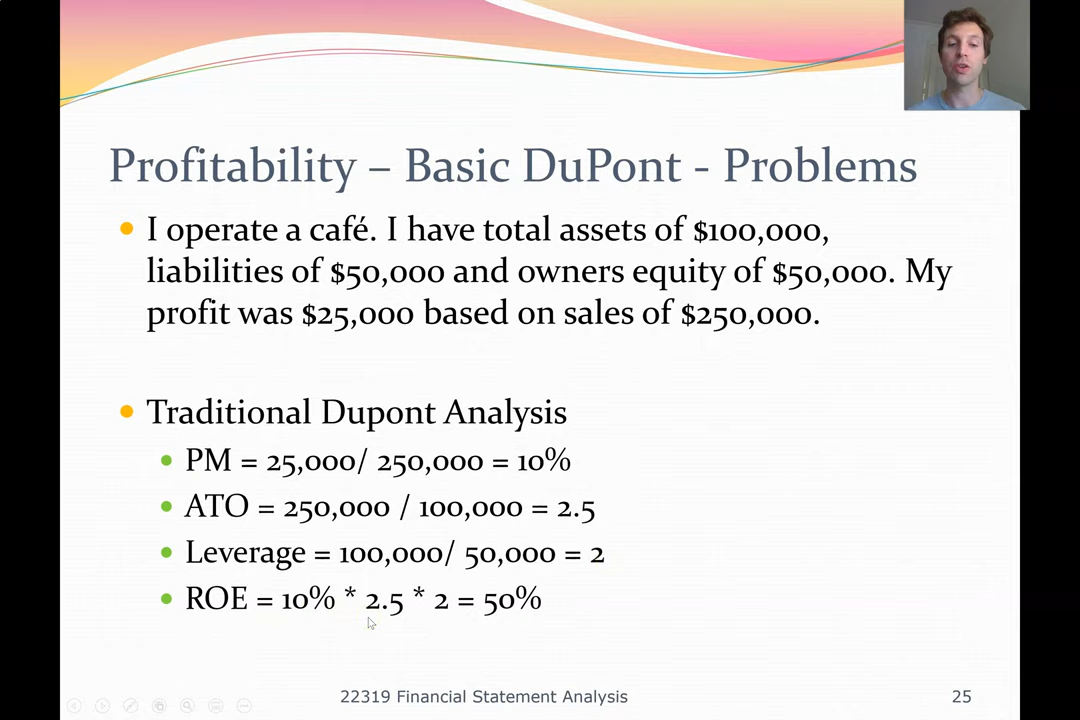 Profitability – Basic DuPont - Problems
I operate a café. I have total assets of $100,000,
liabilities of $50,000 and owners equity of $50,000. My
profit was $25,000 based on sales of $250,000.
Traditional Dupont Analysis
PM = 25,000/ 250,000 = 10%
ATO = 250,000 / 100,000 = 2.5
Leverage = 100,000/ 50,000 = 2
ROE = 10% * 2.5 * 2 = 50%
22319 Financial Statement Analysis
25